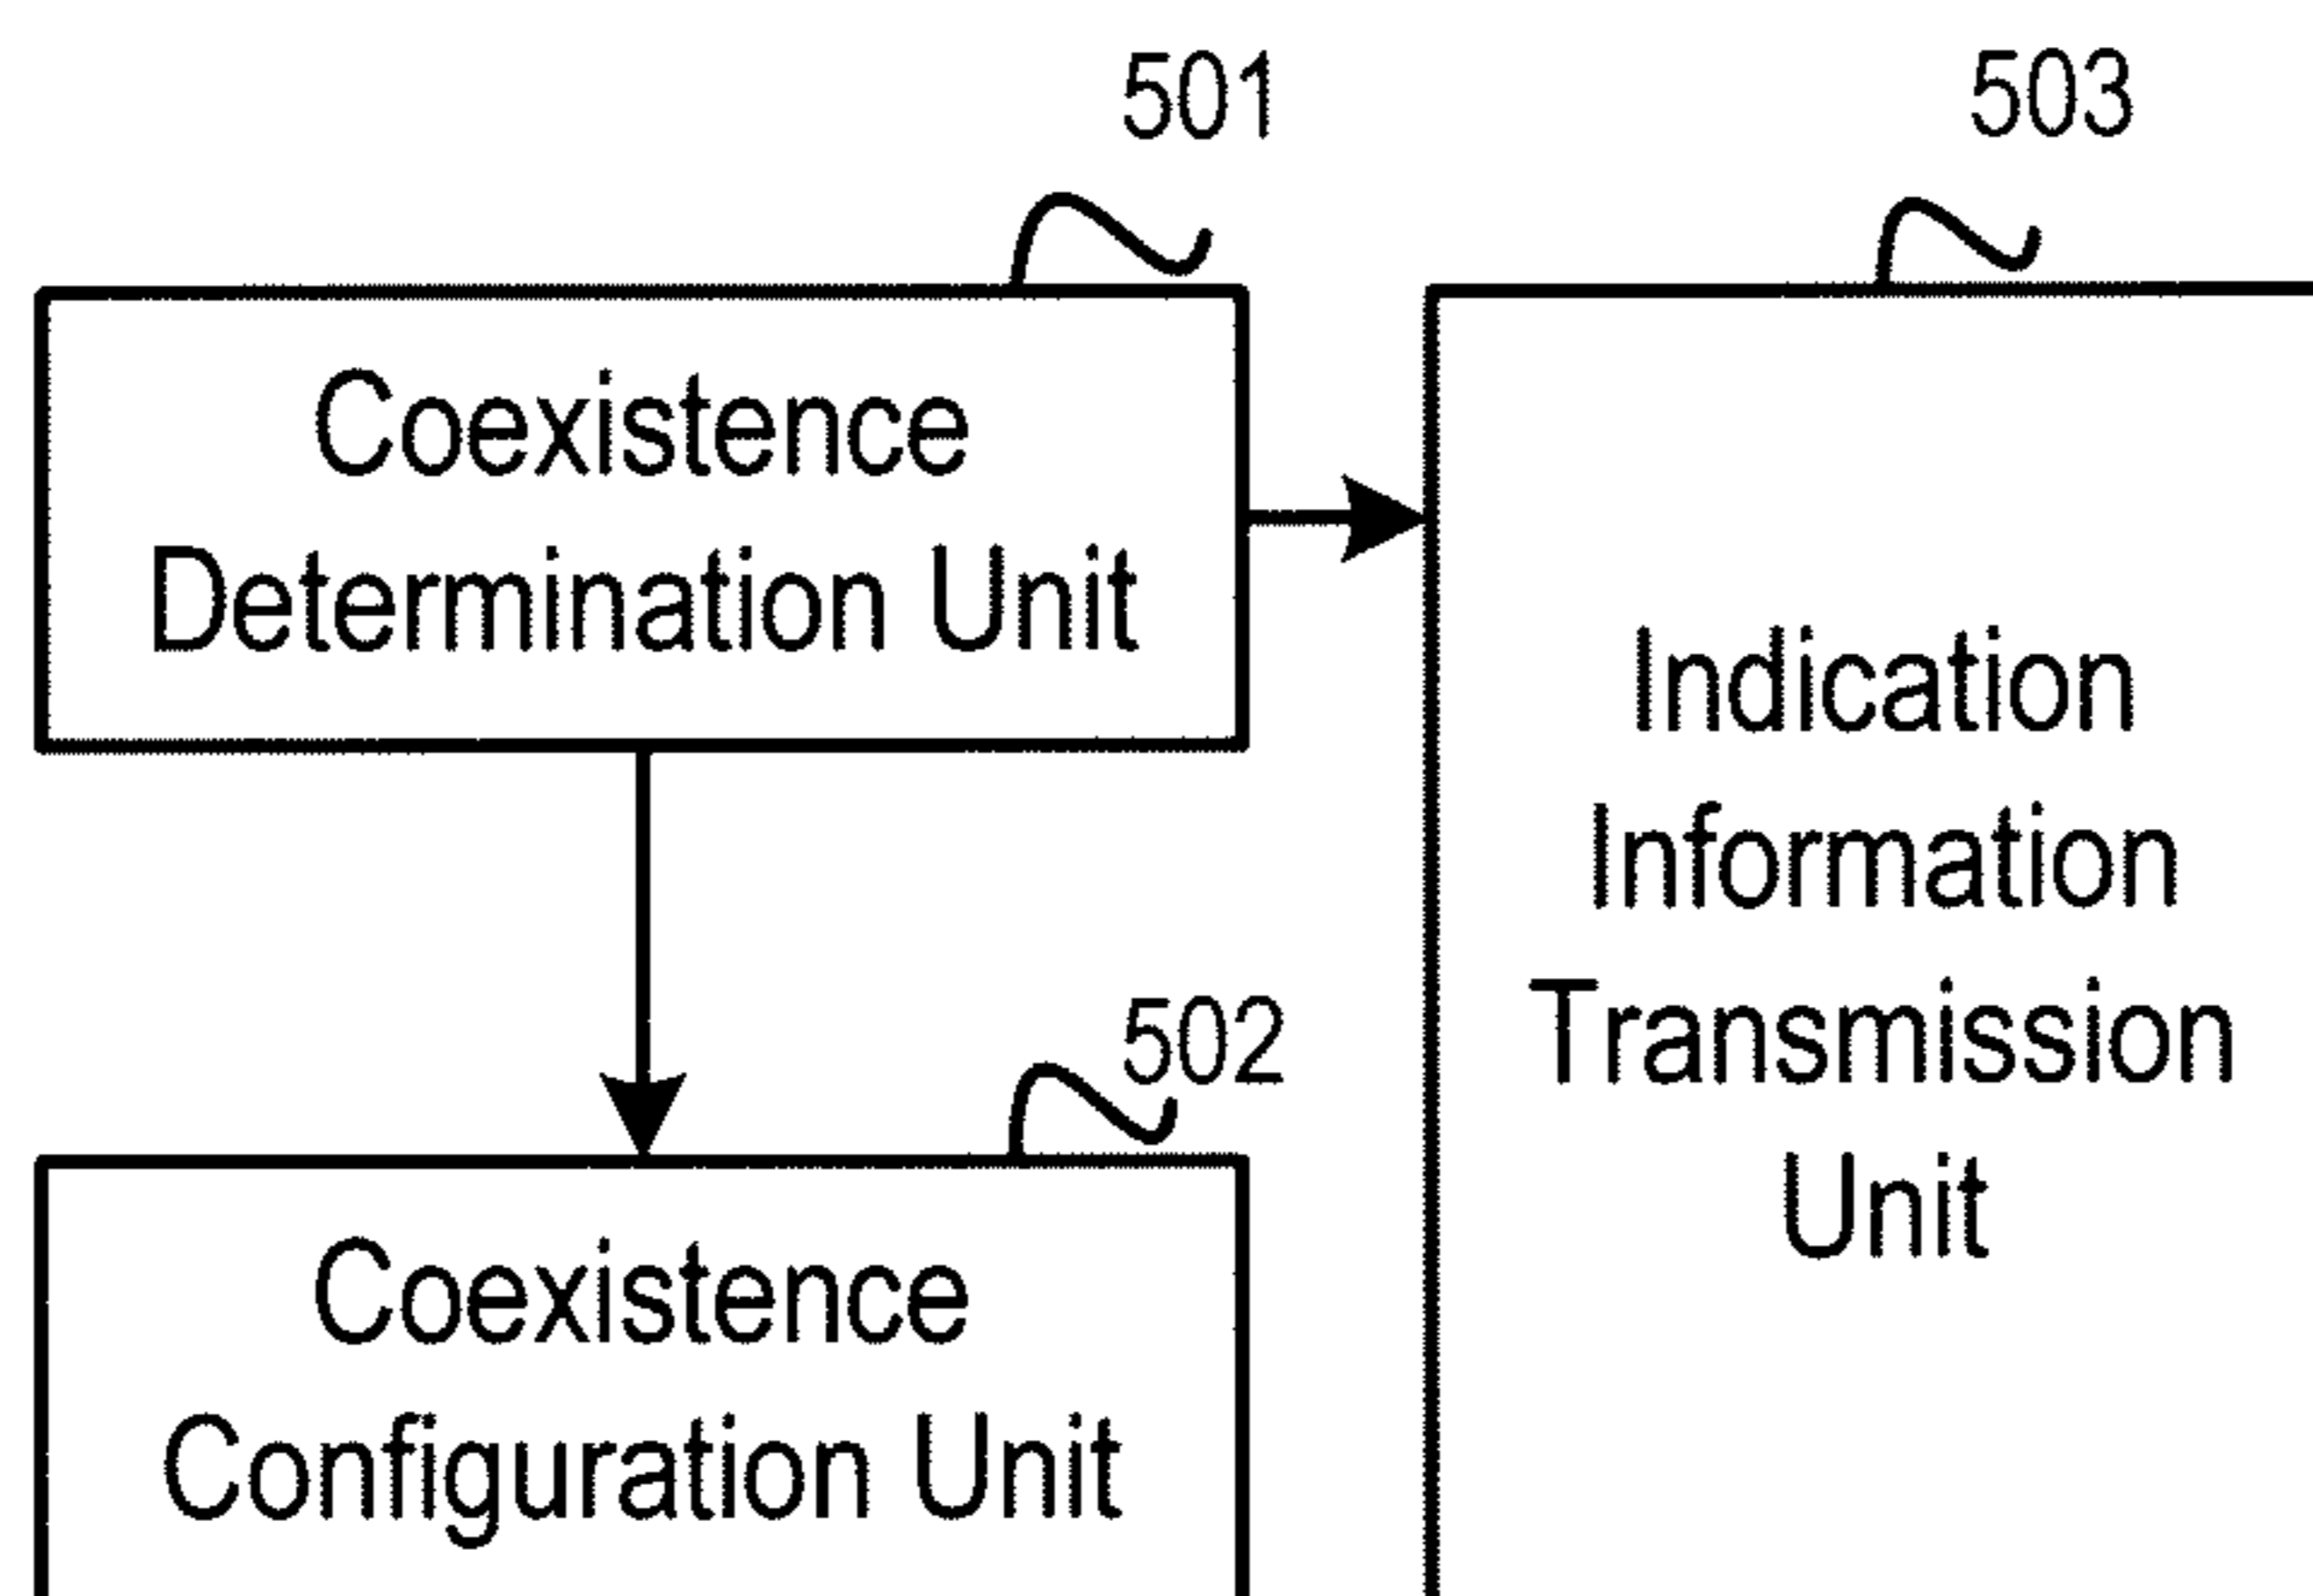 501
503
Coexistence
Determination Unit
Indication
Information
Transmission
Unit
502
Coexistence
Configuration Unit